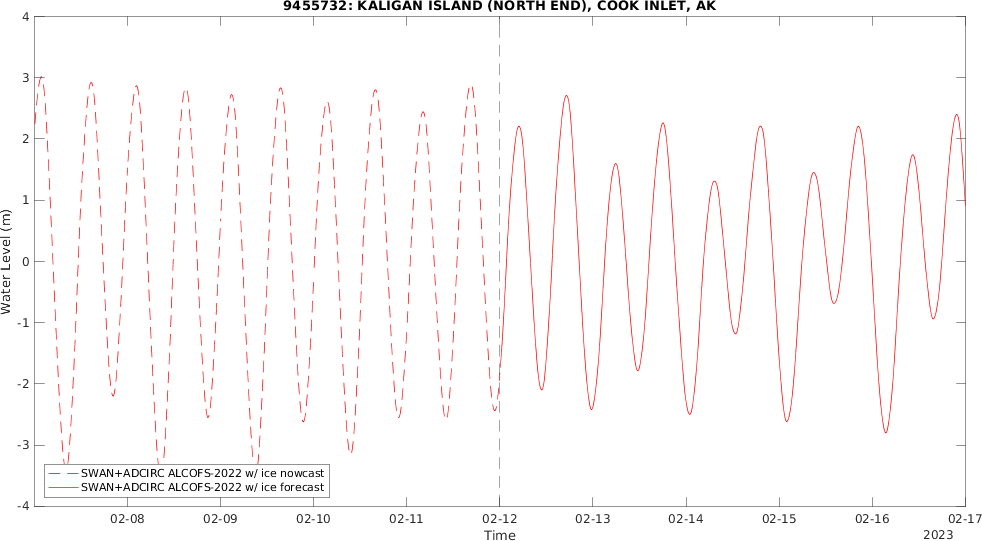 9455732: KALIGAN ISLAND (NORTH END), COOK INLET, AK
Water Level (m)
4
3
2
1
0
-1
-2
-3
-4
SWAN+ADCIRC ALCOFS-2022 w/ ice nowcast
SWAN+ADCIRC ALCOFS-2022 w/ ice forecast
02-08 02-09 02-10 02-11 02-12 02-13 02-14 02-15 02-16 02-17
Time
2023